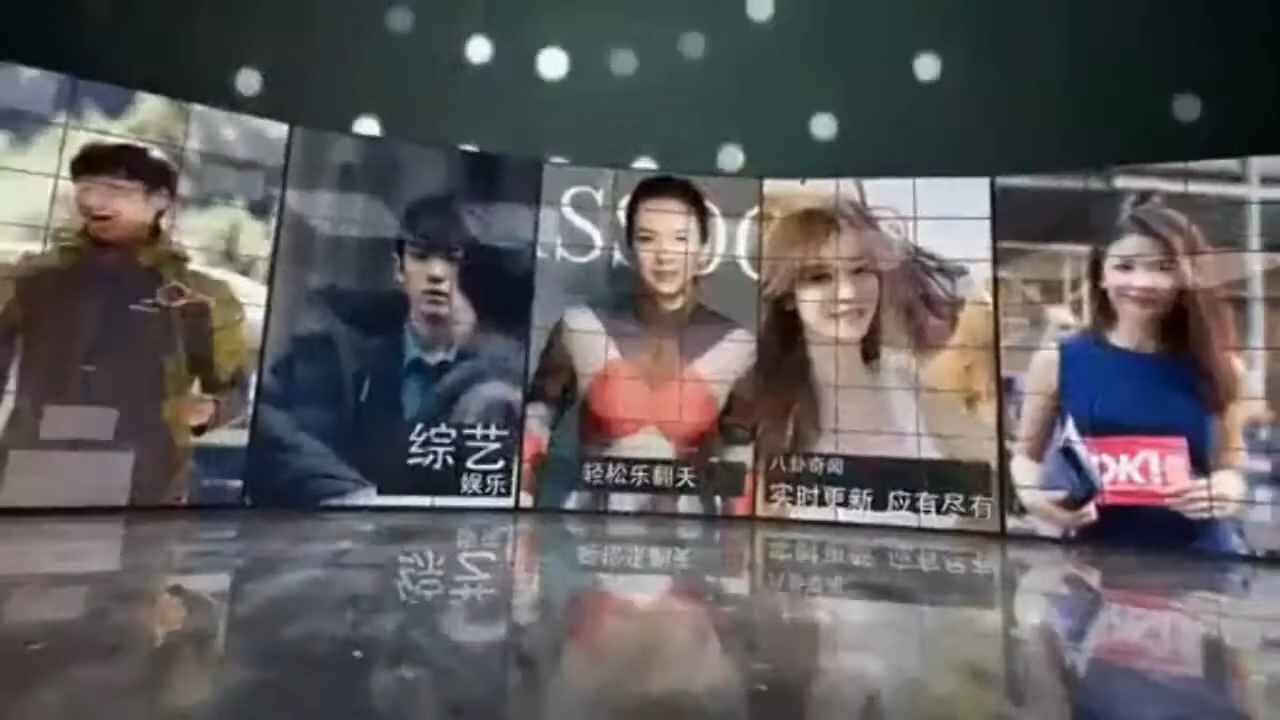 综艺
娱乐
轻松乐翻天
八卦奇闻
实时更新 应有尽有
OK!